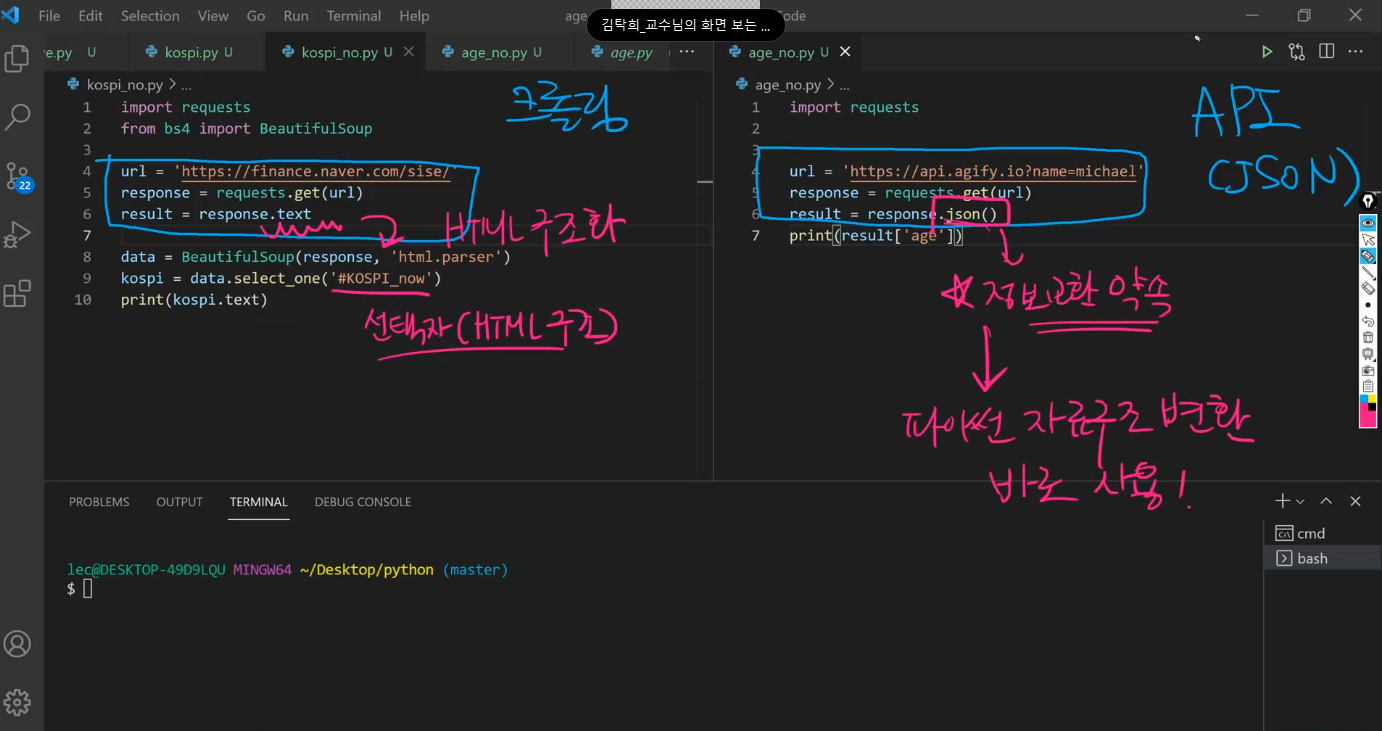 File Edit Selection View Go Run Terminal Help
김탁희_교수님의 화면 보는 ...
ve.py U
kospi.py U
kospi_no.py U
age_no.py U
age.py
...
age_no.py U
22
kospi_no.py > ...
크롤링
1 import requests
2 from bs4 import BeautifulSoup
3
4 url = 'https://finance.naver.com/sise/'
5 response = requests.get(url)
6 result = response.text
HTML 구조화
7
8 data = BeautifulSoup(response, 'html.parser')
9 kospi = data.select_one('#KOSPI_now')
10 print(kospi.text)
선택자(HTML 구조)
age_no.py > ...
API
(JSON)
1 import requests
2
3
4 url = 'https://api.agify.io?name=michael'
5 response = requests.get(url)
6 result = response.json()
7 print(result['age'])
정보교환 약속
파이썬 자료구조 변환
바로 사용!
PROBLEMS OUTPUT TERMINAL DEBUG CONSOLE
lec@DESKTOP-49D9LQU MINGW64 ~/Desktop/python (master)
$
cmd
bash